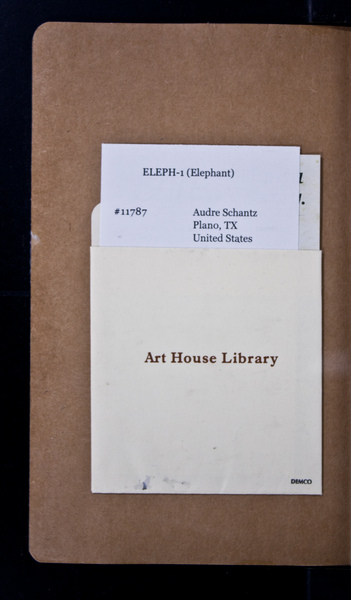 ELEPH-1 (Elephant)
#11787
Audre Schantz
Plano, TX
United States
Art House Library
DEMCO